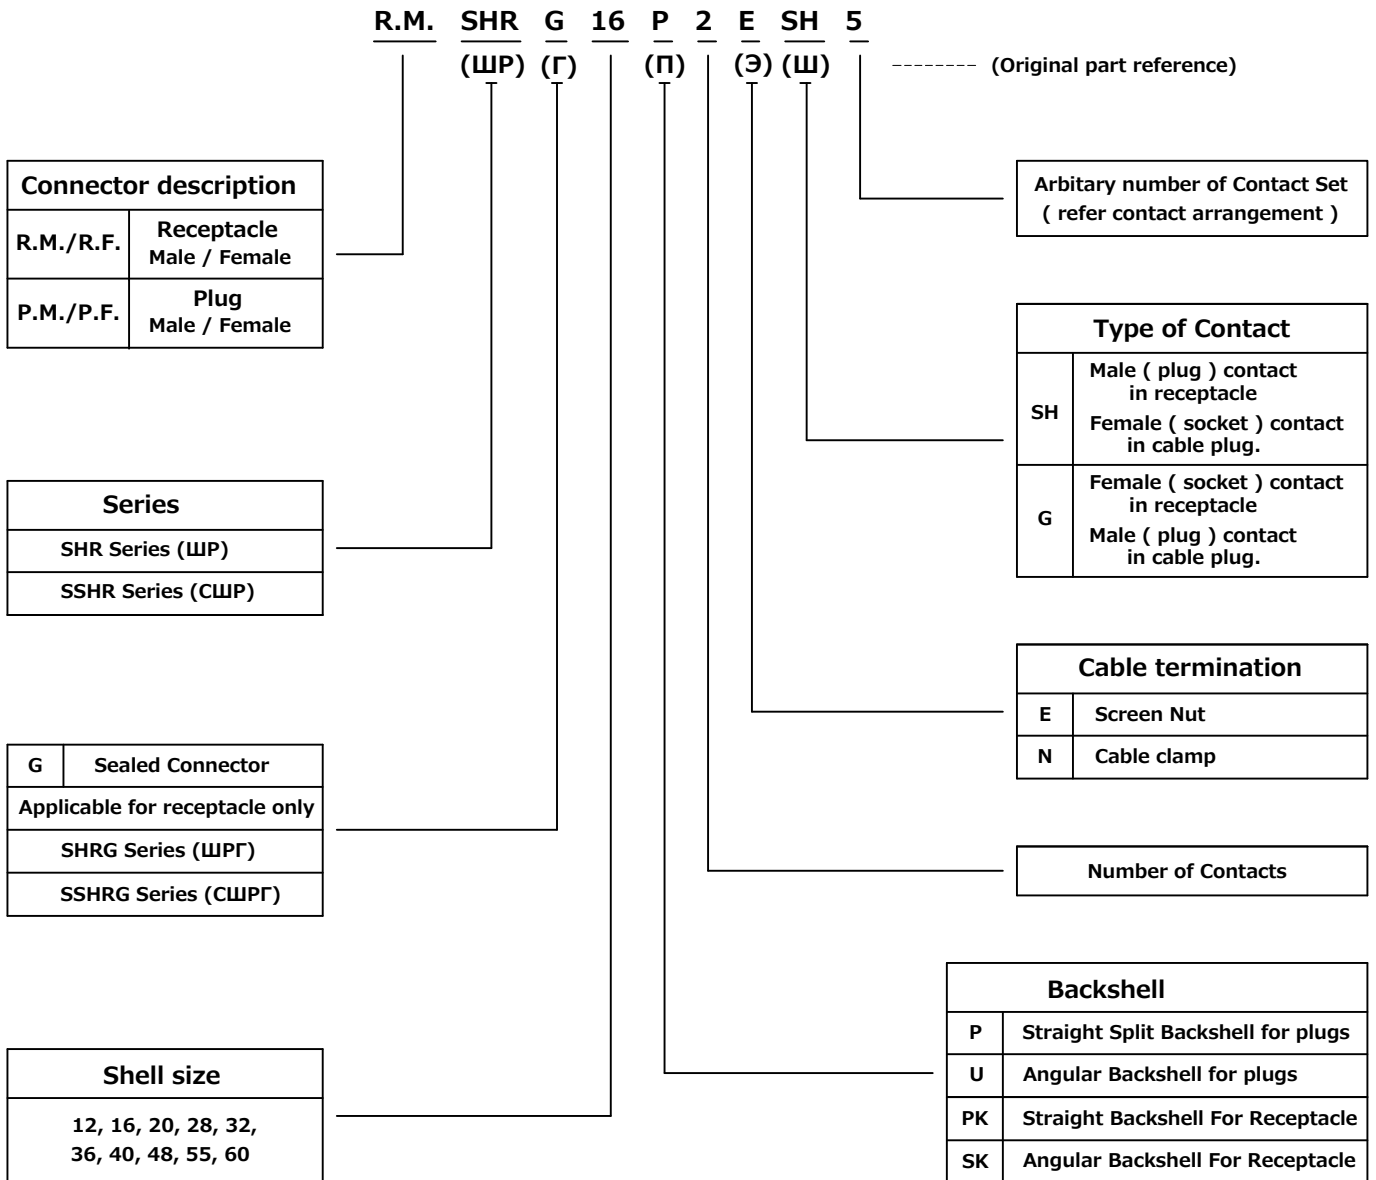 R.M. SHR G 16 P 2 E SH 5
(ШР) (Г) (П) (Э) (Ш) -------- (Original part reference)
Connector description
R.M./R.F. Receptacle
Male / Female
P.M./P.F. Plug
Male / Female
Series
SHR Series (ШР)
SSHR Series (СШР)
G Sealed Connector
Applicable for receptacle only
SHRG Series (ШРГ)
SSHRG Series (СШРГ)
Shell size
12, 16, 20, 28, 32,
36, 40, 48, 55, 60
Arbitary number of Contact Set
( refer contact arrangement )
Type of Contact
SH Male ( plug ) contact
in receptacle
Female ( socket ) contact
in cable plug.
G Female ( socket ) contact
in receptacle
Male ( plug ) contact
in cable plug.
Cable termination
E Screen Nut
N Cable clamp
Number of Contacts
Backshell
P Straight Split Backshell for plugs
U Angular Backshell for plugs
PK Straight Backshell For Receptacle
SK Angular Backshell For Receptacle